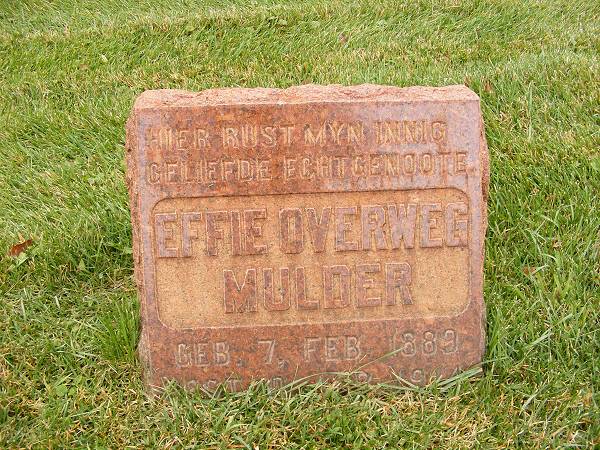 HIER RUST MYN INNIG
GELIEFDE ECHTGENOOTE
EFFIE OVERWEG
MULDER
GEB. 7, FEB. 1889